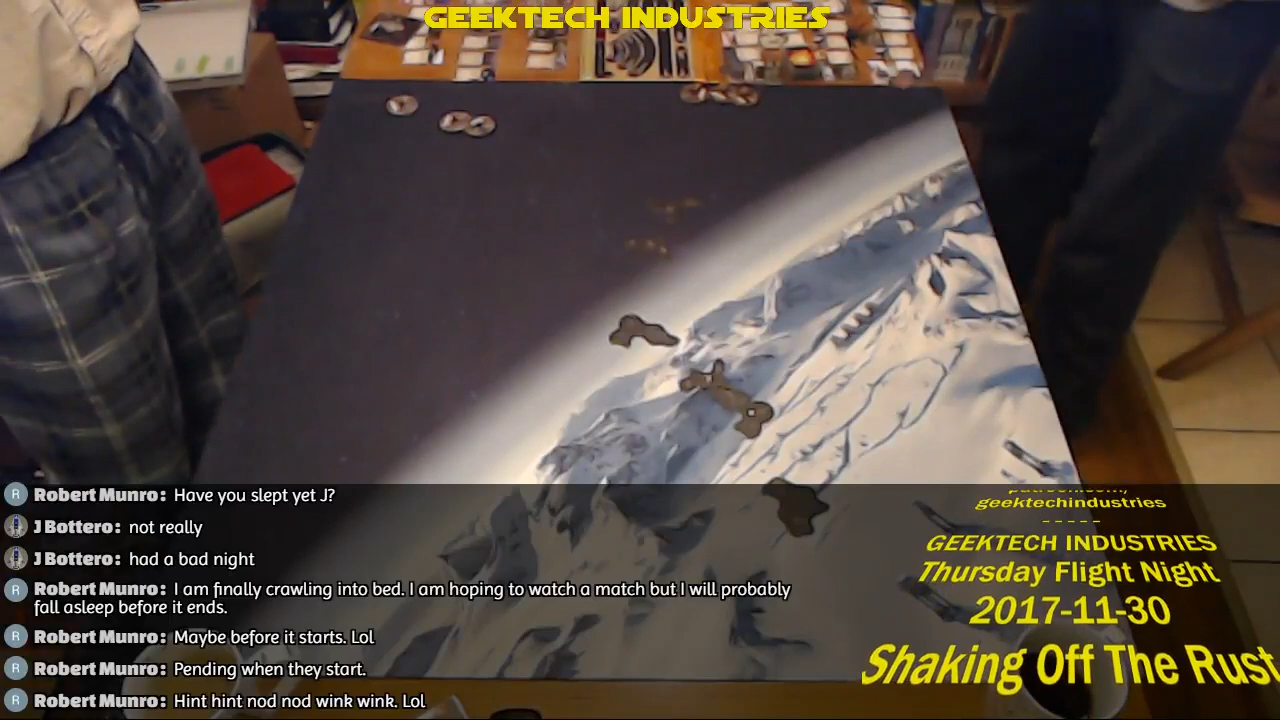 GEEKTECH INDUSTRIES
Robert Munro: Have you slept yet J?
J Bottero: not really
J Bottero: had a bad night
Robert Munro: I am finally crawling into bed. I am hoping to watch a match but I will probably
fall asleep before it ends.
Robert Munro: Maybe before it starts. Lol
Robert Munro: Pending when they start.
Robert Munro: Hint hint nod nod wink wink. Lol
geektechindustries
-----
GEEKTECH INDUSTRIES
Thursday Flight Night
2017-11-30
Shaking Off The Rust